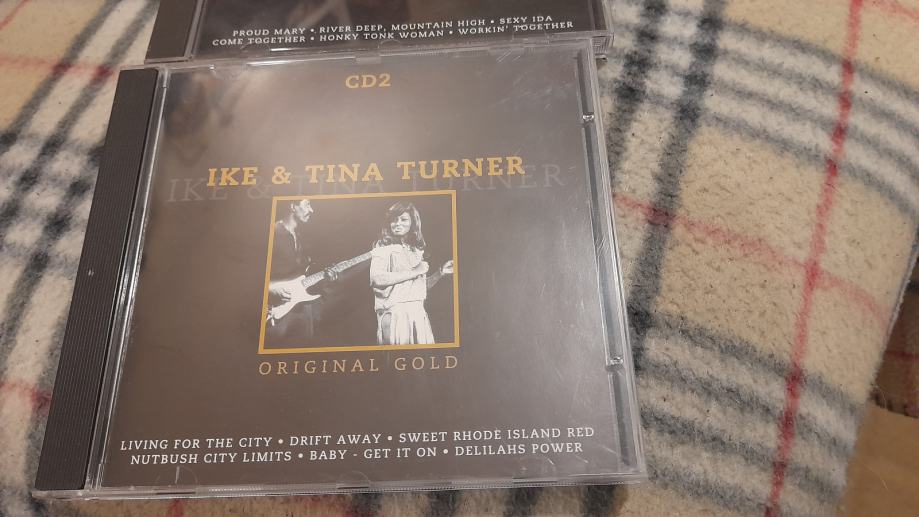 PROUD MARY • RIVER DEEP, MOUNTAIN HIGH • SEXY IDA
COME TOGETHER • HONKY TONK WOMAN • WORKIN' TOGETHER
CD2
IKE & TINA TURNER
IKE & TINA TURNER
ORIGINAL GOLD
LIVING FOR THE CITY • DRIFT AWAY • SWEET RHODE ISLAND RED
NUTBUSH CITY LIMITS • BABY - GET IT ON • DELILAHS POWER